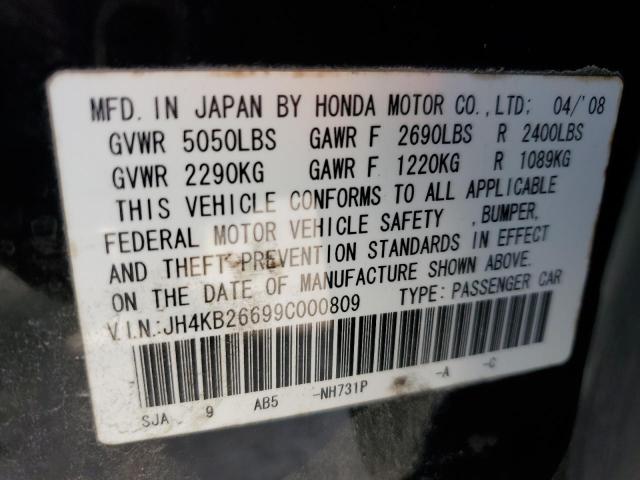 MFD. IN JAPAN BY HONDA MOTOR CO., LTD: 04/'08
GVWR 5050LBS GAWR F 2690LBS R 2400LBS
GVWR 2290KG GAWR F 1220KG R 1089KG
THIS VEHICLE CONFORMS TO ALL APPLICABLE
FEDERAL MOTOR VEHICLE SAFETY , BUMPER,
AND THEFT PREVENTION STANDARDS IN EFFECT
ON THE DATE OF MANUFACTURE SHOWN ABOVE.
V.I.N.:JH4KB26699C000809 TYPE: PASSENGER CAR
SJA 9 AB5 -NH731P -A -C